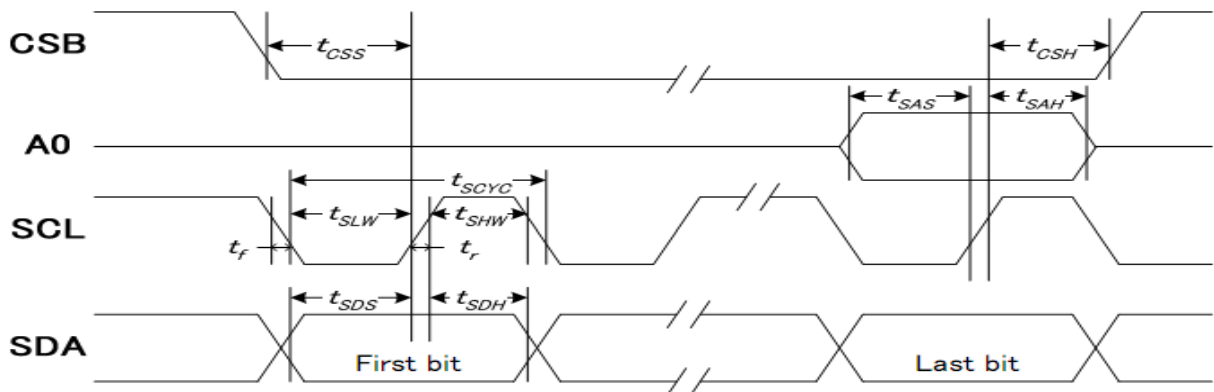 CSB
tCSS
tCSH
tSAS
tSAH
A0
tSCYC
SCL
tSLW
tSHW
tf
tr
tSDS
tSDH
SDA
First bit
Last bit